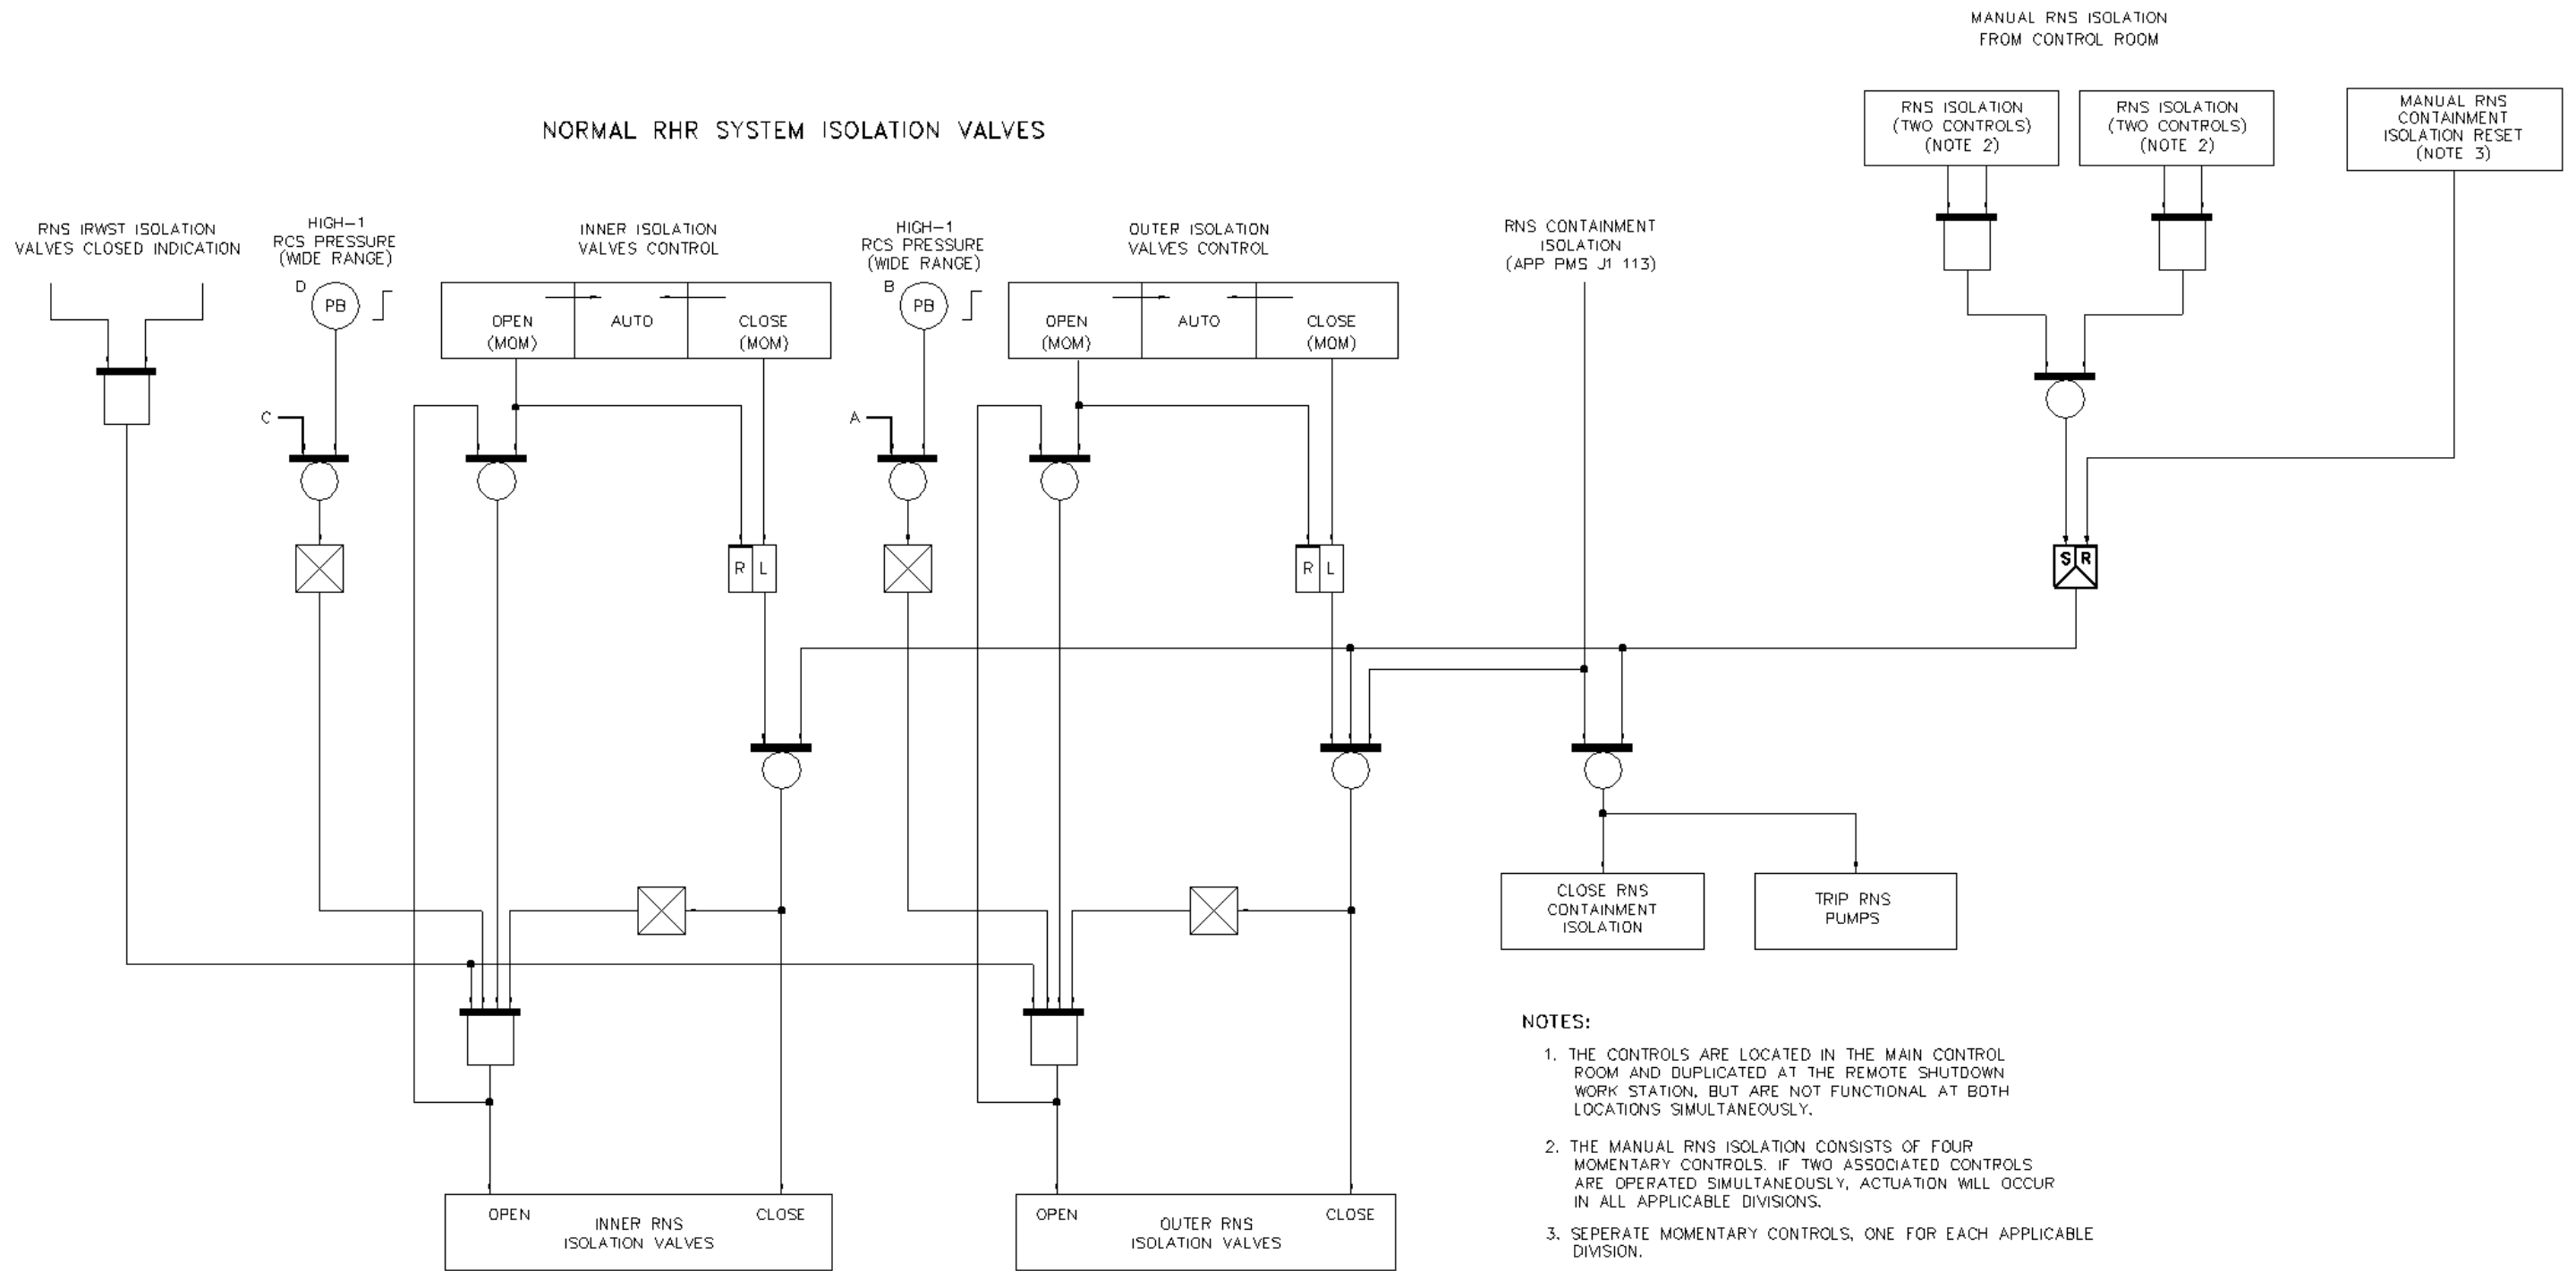 MANUAL RNS ISOLATION
FROM CONTROL ROOM
RNS ISOLATION
(TWO CONTROLS)
(NOTE 2)
RNS ISOLATION
(TWO CONTROLS)
(NOTE 2)
MANUAL RNS
CONTAINMENT
ISOLATION RESET
(NOTE 3)
NORMAL RHR SYSTEM ISOLATION VALVES
RNS IRWST ISOLATION
VALVES CLOSED INDICATION
HIGH-1
RCS PRESSURE
(WIDE RANGE)
D
PB
INNER ISOLATION
VALVES CONTROL
OPEN
(MOM)
AUTO
CLOSE
(MOM)
HIGH-1
RCS PRESSURE
(WIDE RANGE)
B
PB
OUTER ISOLATION
VALVES CONTROL
OPEN
(MOM)
AUTO
CLOSE
(MOM)
RNS CONTAINMENT
ISOLATION
(APP PMS J1 113)
C
A
R L
R L
S R
CLOSE RNS
CONTAINMENT
ISOLATION
TRIP RNS
PUMPS
OPEN
INNER RNS
ISOLATION VALVES
CLOSE
OPEN
OUTER RNS
ISOLATION VALVES
CLOSE
NOTES:
1. THE CONTROLS ARE LOCATED IN THE MAIN CONTROL
ROOM AND DUPLICATED AT THE REMOTE SHUTDOWN
WORK STATION, BUT ARE NOT FUNCTIONAL AT BOTH
LOCATIONS SIMULTANEOUSLY.
2. THE MANUAL RNS ISOLATION CONSISTS OF FOUR
MOMENTARY CONTROLS. IF TWO ASSOCIATED CONTROLS
ARE OPERATED SIMULTANEOUSLY, ACTUATION WILL OCCUR
IN ALL APPLICABLE DIVISIONS.
3. SEPERATE MOMENTARY CONTROLS, ONE FOR EACH APPLICABLE
DIVISION.